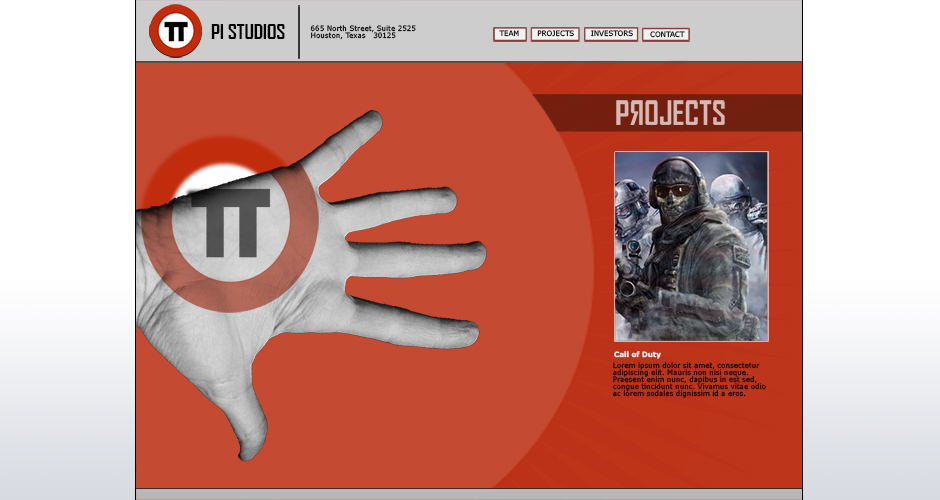 PI STUDIOS
665 North Street, Suite 2525
Houston, Texas 30125
TEAM PROJECTS INVESTORS CONTACT
PЯOJECTS
Call of Duty
Lorem ipsum dolor sit amet, consectetur
adipiscing elit. Mauris non nisi neque.
Praesent enim nunc, dapibus in est sed,
congue tincidunt nunc. Vivamus vitae odio
ac lorem sodales dignissim id a eros.